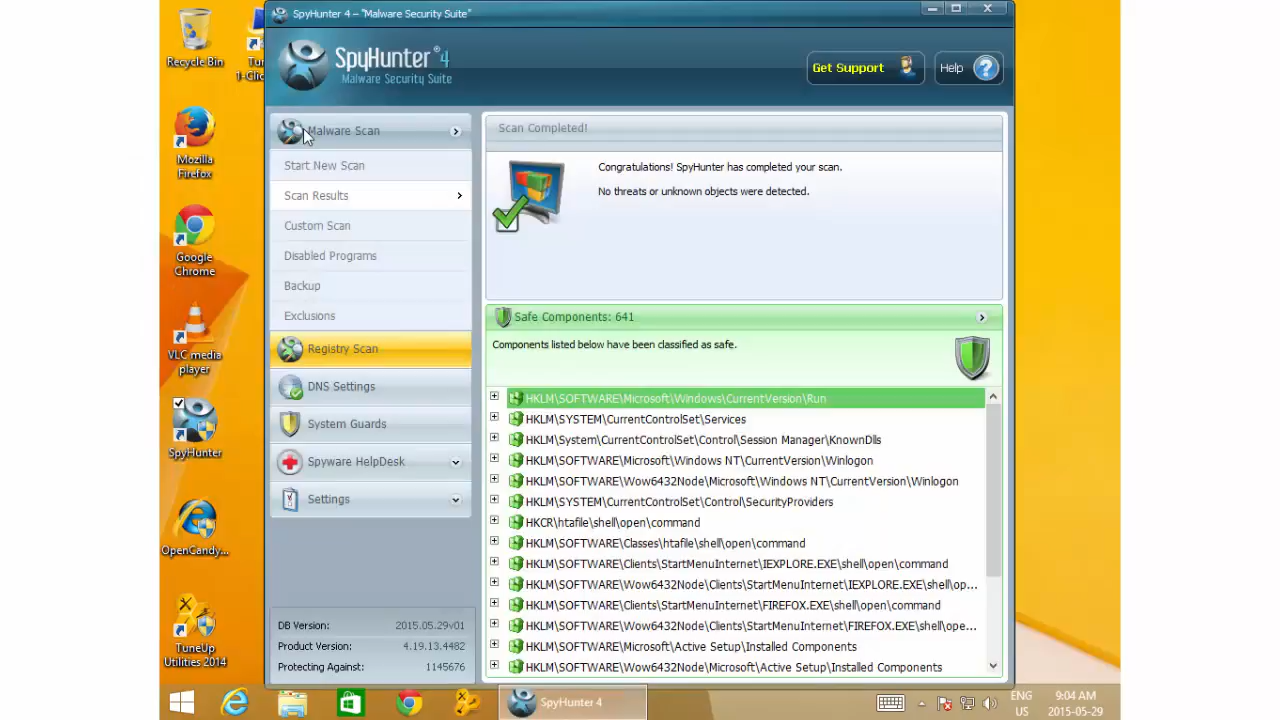 Recycle Bin
Mozilla
Firefox
Google
Chrome
VLC media
player
SpyHunter
OpenCandy...
TuneUp
Utilities 2014
1-Clic
SpyHunter 4 – "Malware Security Suite"
SpyHunter® 4
Malware Security Suite
Get Support
Help
Malware Scan
Start New Scan
Scan Results
Custom Scan
Disabled Programs
Backup
Exclusions
Registry Scan
DNS Settings
System Guards
Spyware HelpDesk
Settings
DB Version: 2015.05.29v01
Product Version: 4.19.13.4482
Protecting Against: 1145676
Scan Completed!
Congratulations! SpyHunter has completed your scan.
No threats or unknown objects were detected.
Safe Components: 641
Components listed below have been classified as safe.
HKLM\SOFTWARE\Microsoft\Windows\CurrentVersion\Run
HKLM\SYSTEM\CurrentControlSet\Services
HKLM\System\CurrentControlSet\Control\Session Manager\KnownDlls
HKLM\SOFTWARE\Microsoft\Windows NT\CurrentVersion\Winlogon
HKLM\SOFTWARE\Wow6432Node\Microsoft\Windows NT\CurrentVersion\Winlogon
HKLM\SYSTEM\CurrentControlSet\Control\SecurityProviders
HKCR\htafile\shell\open\command
HKLM\SOFTWARE\Classes\htafile\shell\open\command
HKLM\SOFTWARE\Clients\StartMenuInternet\IEXPLORE.EXE\shell\open\command
HKLM\SOFTWARE\Wow6432Node\Clients\StartMenuInternet\IEXPLORE.EXE\shell\op...
HKLM\SOFTWARE\Clients\StartMenuInternet\FIREFOX.EXE\shell\open\command
HKLM\SOFTWARE\Wow6432Node\Clients\StartMenuInternet\FIREFOX.EXE\shell\ope...
HKLM\SOFTWARE\Microsoft\Active Setup\Installed Components
HKLM\SOFTWARE\Wow6432Node\Microsoft\Active Setup\Installed Components
SpyHunter 4
ENG
US
9:04 AM
2015-05-29